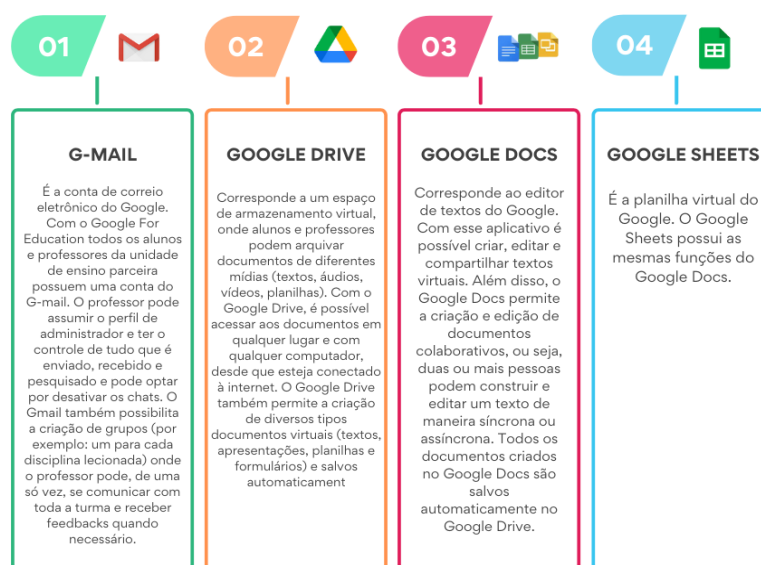 01
G-MAIL
É a conta de correio
eletrônico do Google.
Com o Google For
Education todos os alunos
e professores da unidade
de ensino parceira
possuem uma conta do
G-mail. O professor pode
assumir o perfil de
administrador e ter o
controle de tudo que é
enviado, recebido e
pesquisado e pode optar
por desativar os chats. O
Gmail também possibilita
a criação de grupos (por
exemplo: um para cada
disciplina lecionada) onde
o professor pode, de uma
só vez, se comunicar com
toda a turma e receber
feedbacks quando
necessário.
02
GOOGLE DRIVE
Corresponde a um espaço
de armazenamento virtual,
onde alunos e professores
podem arquivar
documentos de diferentes
mídias (textos, áudios,
vídeos, planilhas). Com o
Google Drive, é possível
acessar aos documentos em
qualquer lugar e com
qualquer computador,
desde que esteja conectado
à internet. O Google Drive
também permite a criação
de diversos tipos
documentos virtuais (textos,
apresentações, planilhas e
formulários) e salvos
automaticament
03
GOOGLE DOCS
Corresponde ao editor
de textos do Google.
Com esse aplicativo é
possível criar, editar e
compartilhar textos
virtuais. Além disso, o
Google Docs permite
a criação e edição de
documentos
colaborativos, ou seja,
duas ou mais pessoas
podem construir e
editar um texto de
maneira síncrona ou
assíncrona. Todos os
documentos criados
no Google Docs são
salvos
automaticamente no
Google Drive.
04
GOOGLE SHEETS
É a planilha virtual do
Google. O Google
Sheets possui as
mesmas funções do
Google Docs.